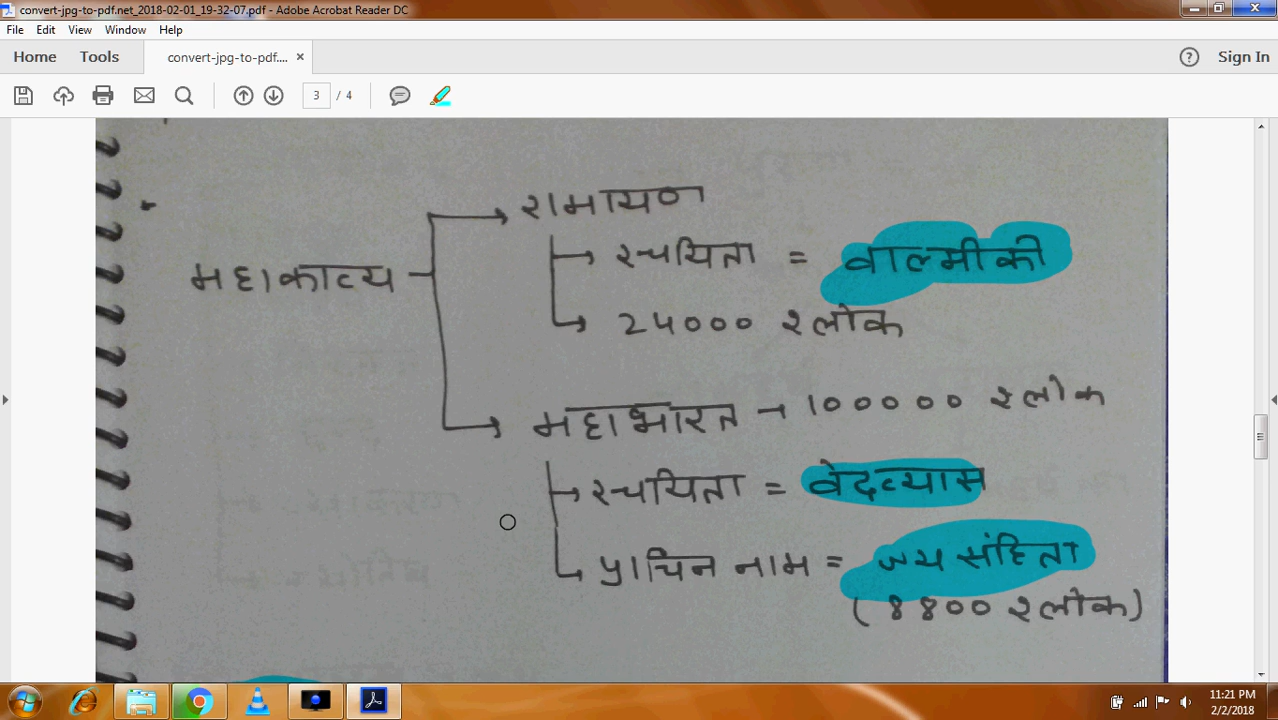 convert-jpg-to-pdf.net_2018-02-01_19-32-07.pdf - Adobe Acrobat Reader DC
File Edit View Window Help
Home Tools convert-jpg-to-pdf.... × Sign In
3 / 4
रामायण
रचयिता = वाल्मीकी
महाकाव्य
24000 श्लोक
महाभारत → 100000 श्लोक
रचयिता = वेदव्यास
प्राचिन नाम = जय संहिता
(8800 श्लोक)
11:21 PM
2/2/2018